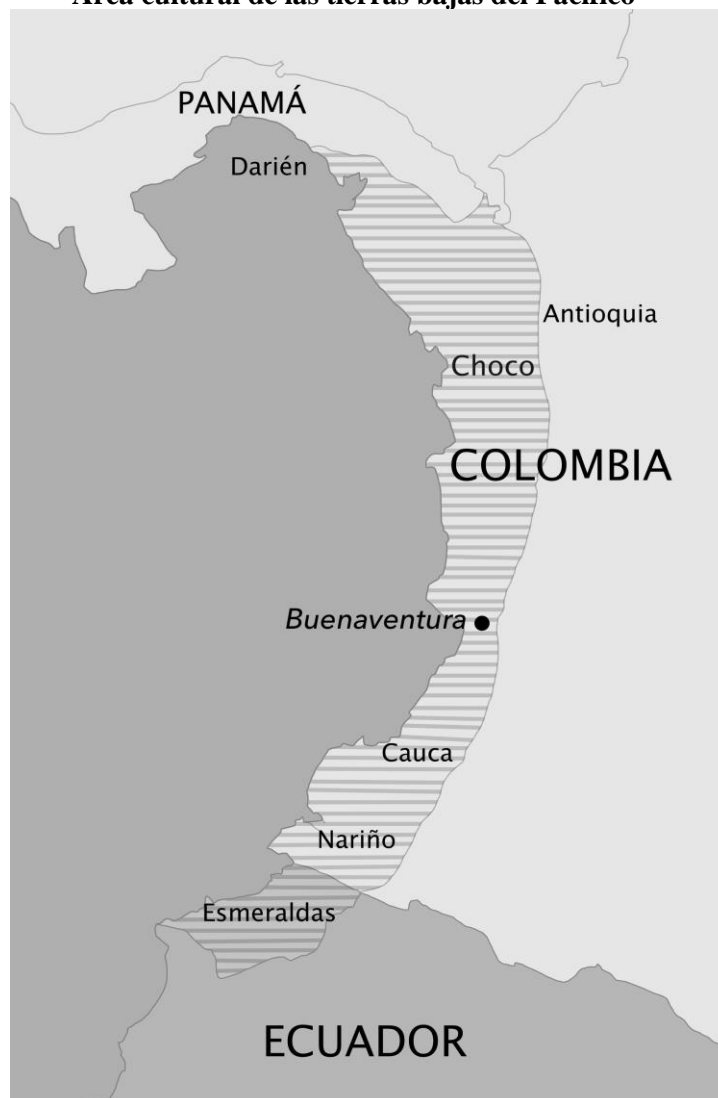 Área cultural de las tierras bajas del Pacífico
PANAMÁ
Darién
Antioquia
Choco
COLOMBIA
Buenaventura
Cauca
Nariño
Esmeraldas
ECUADOR